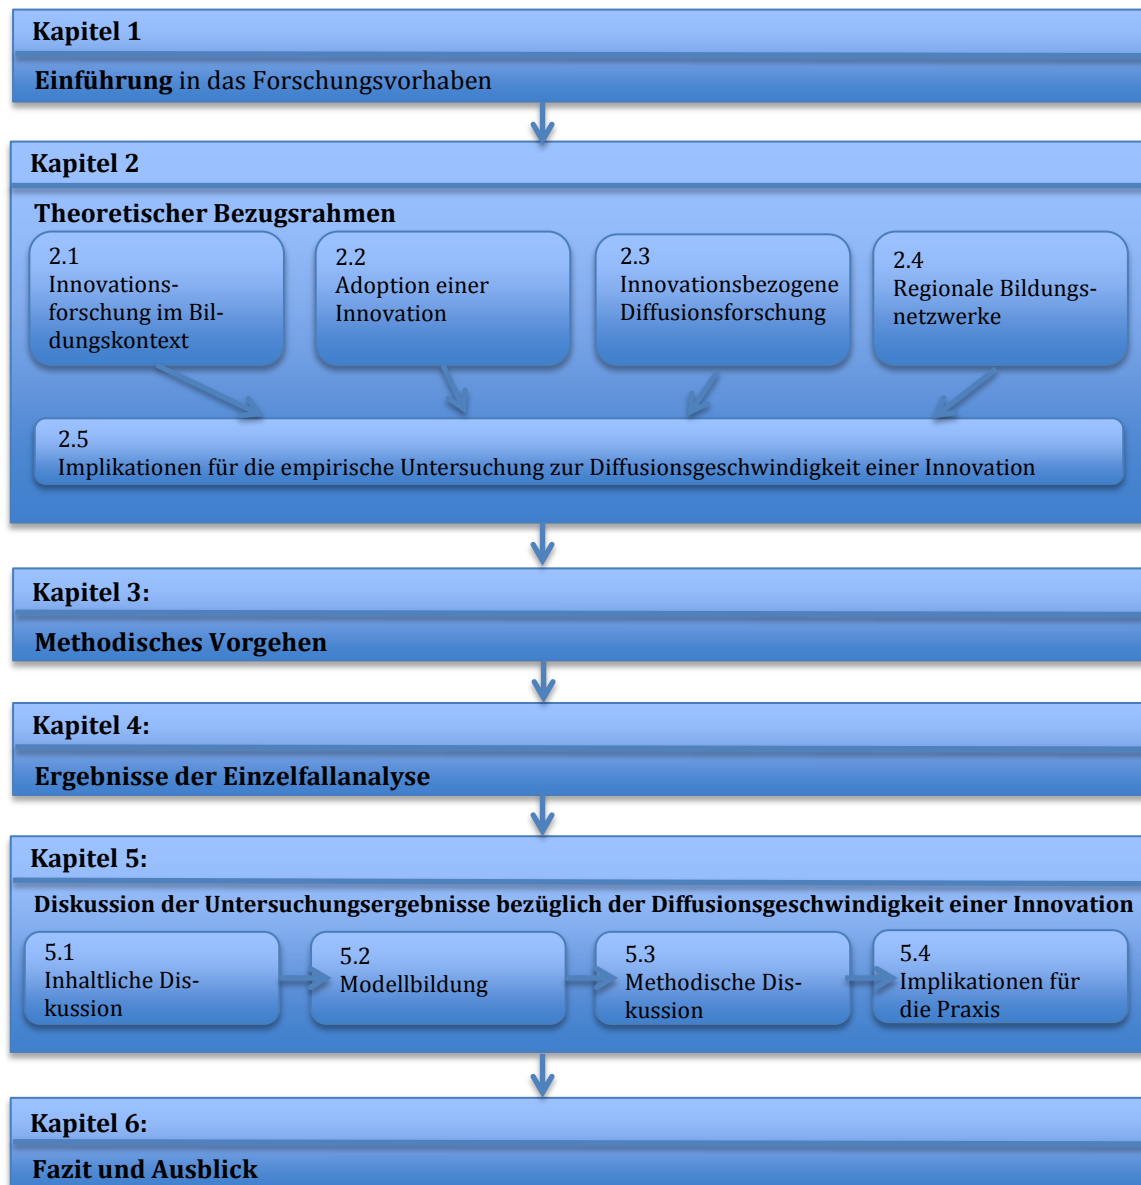 Kapitel 1
Einführung in das Forschungsvorhaben
Kapitel 2
Theoretischer Bezugsrahmen
2.1
Innovations-
forschung im Bil-
dungskontext
2.2
Adoption einer
Innovation
2.3
Innovationsbezogene
Diffusionsforschung
2.4
Regionale Bildungs-
netzwerke
2.5
Implikationen für die empirische Untersuchung zur Diffusionsgeschwindigkeit einer Innovation
Kapitel 3:
Methodisches Vorgehen
Kapitel 4:
Ergebnisse der Einzelfallanalyse
Kapitel 5:
Diskussion der Untersuchungsergebnisse bezüglich der Diffusionsgeschwindigkeit einer Innovation
5.1
Inhaltliche Dis-
kussion
5.2
Modellbildung
5.3
Methodische Dis-
kussion
5.4
Implikationen für
die Praxis
Kapitel 6:
Fazit und Ausblick